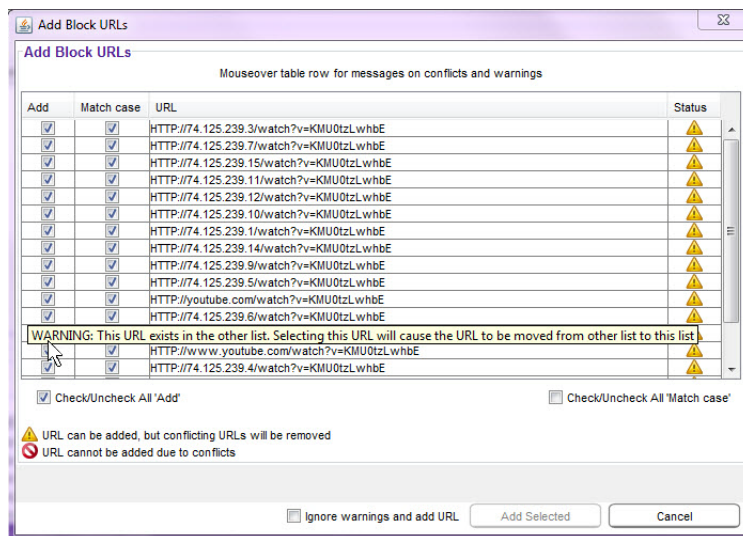 Add Block URLs
Add Block URLs
Mouseover table row for messages on conflicts and warnings
Add Match case URL Status
HTTP://74.125.239.3/watch?v=KMU0tzLwhbE
HTTP://74.125.239.7/watch?v=KMU0tzLwhbE
HTTP://74.125.239.15/watch?v=KMU0tzLwhbE
HTTP://74.125.239.11/watch?v=KMU0tzLwhbE
HTTP://74.125.239.12/watch?v=KMU0tzLwhbE
HTTP://74.125.239.10/watch?v=KMU0tzLwhbE
HTTP://74.125.239.1/watch?v=KMU0tzLwhbE
HTTP://74.125.239.14/watch?v=KMU0tzLwhbE
HTTP://74.125.239.9/watch?v=KMU0tzLwhbE
HTTP://74.125.239.5/watch?v=KMU0tzLwhbE
HTTP://youtube.com/watch?v=KMU0tzLwhbE
HTTP://74.125.239.6/watch?v=KMU0tzLwhbE
WARNING: This URL exists in the other list. Selecting this URL will cause the URL to be moved from other list to this list
HTTP://www.youtube.com/watch?v=KMU0tzLwhbE
HTTP://74.125.239.4/watch?v=KMU0tzLwhbE
Check/Uncheck All 'Add' Check/Uncheck All 'Match case'
URL can be added, but conflicting URLs will be removed
URL cannot be added due to conflicts
Ignore warnings and add URL Add Selected Cancel